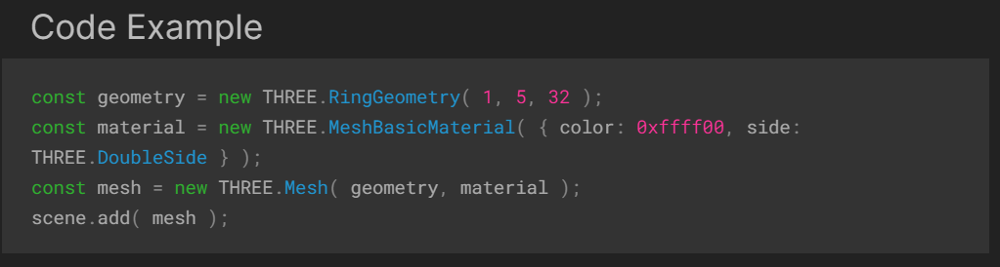 Code Example
const geometry = new THREE.RingGeometry( 1, 5, 32 );
const material = new THREE.MeshBasicMaterial( { color: 0xffff00, side:
THREE.DoubleSide } );
const mesh = new THREE.Mesh( geometry, material );
scene.add( mesh );